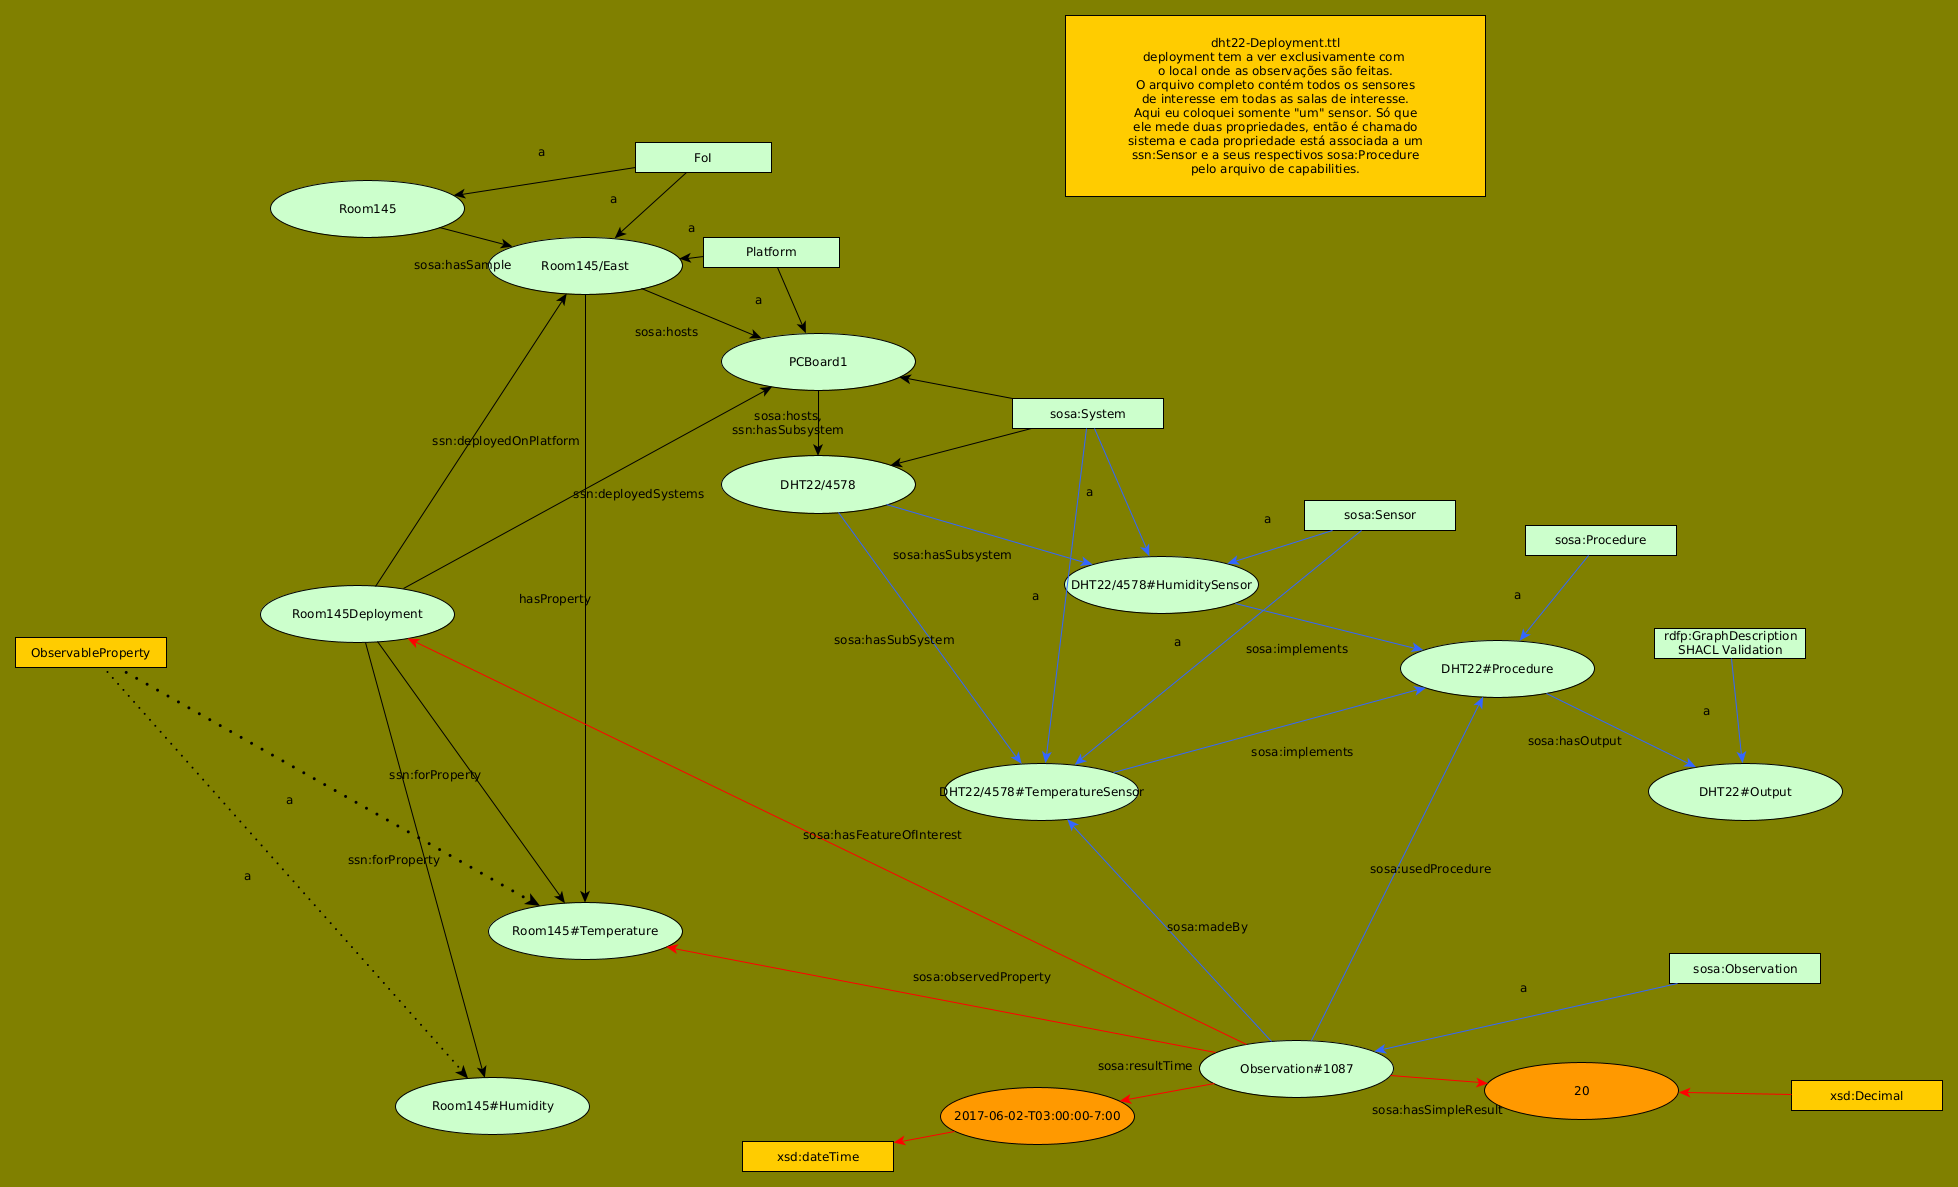 dht22-Deployment.ttl
deployment tem a ver exclusivamente com
o local onde as observações são feitas.
O arquivo completo contém todos os sensores
de interesse em todas as salas de interesse.
Aqui eu coloquei somente "um" sensor. Só que
ele mede duas propriedades, então é chamado
sistema e cada propriedade está associada a um
ssn:Sensor e a seus respectivos sosa:Procedure
pelo arquivo de capabilities.
a
FoI
a
Room145
a
Platform
sosa:hasSample
Room145/East
a
sosa:hosts
PCBoard1
sosa:hosts,
ssn:hasSubsystem
sosa:System
ssn:deployedOnPlatform
DHT22/4578
ssn:deployedSystems
a
a
sosa:Sensor
sosa:Procedure
sosa:hasSubsystem
DHT22/4578#HumiditySensor
hasProperty
a
a
Room145Deployment
sosa:hasSubSystem
a
sosa:implements
rdfp:GraphDescription
SHACL Validation
ObservableProperty
DHT22#Procedure
a
sosa:implements
sosa:hasOutput
ssn:forProperty
DHT22/4578#TemperatureSensor
DHT22#Output
a
sosa:hasFeatureOfInterest
ssn:forProperty
a
sosa:usedProcedure
Room145#Temperature
sosa:madeBy
sosa:observedProperty
sosa:Observation
a
sosa:resultTime
Observation#1087
20
xsd:Decimal
Room145#Humidity
2017-06-02-T03:00:00-7:00
sosa:hasSimpleResult
xsd:dateTime